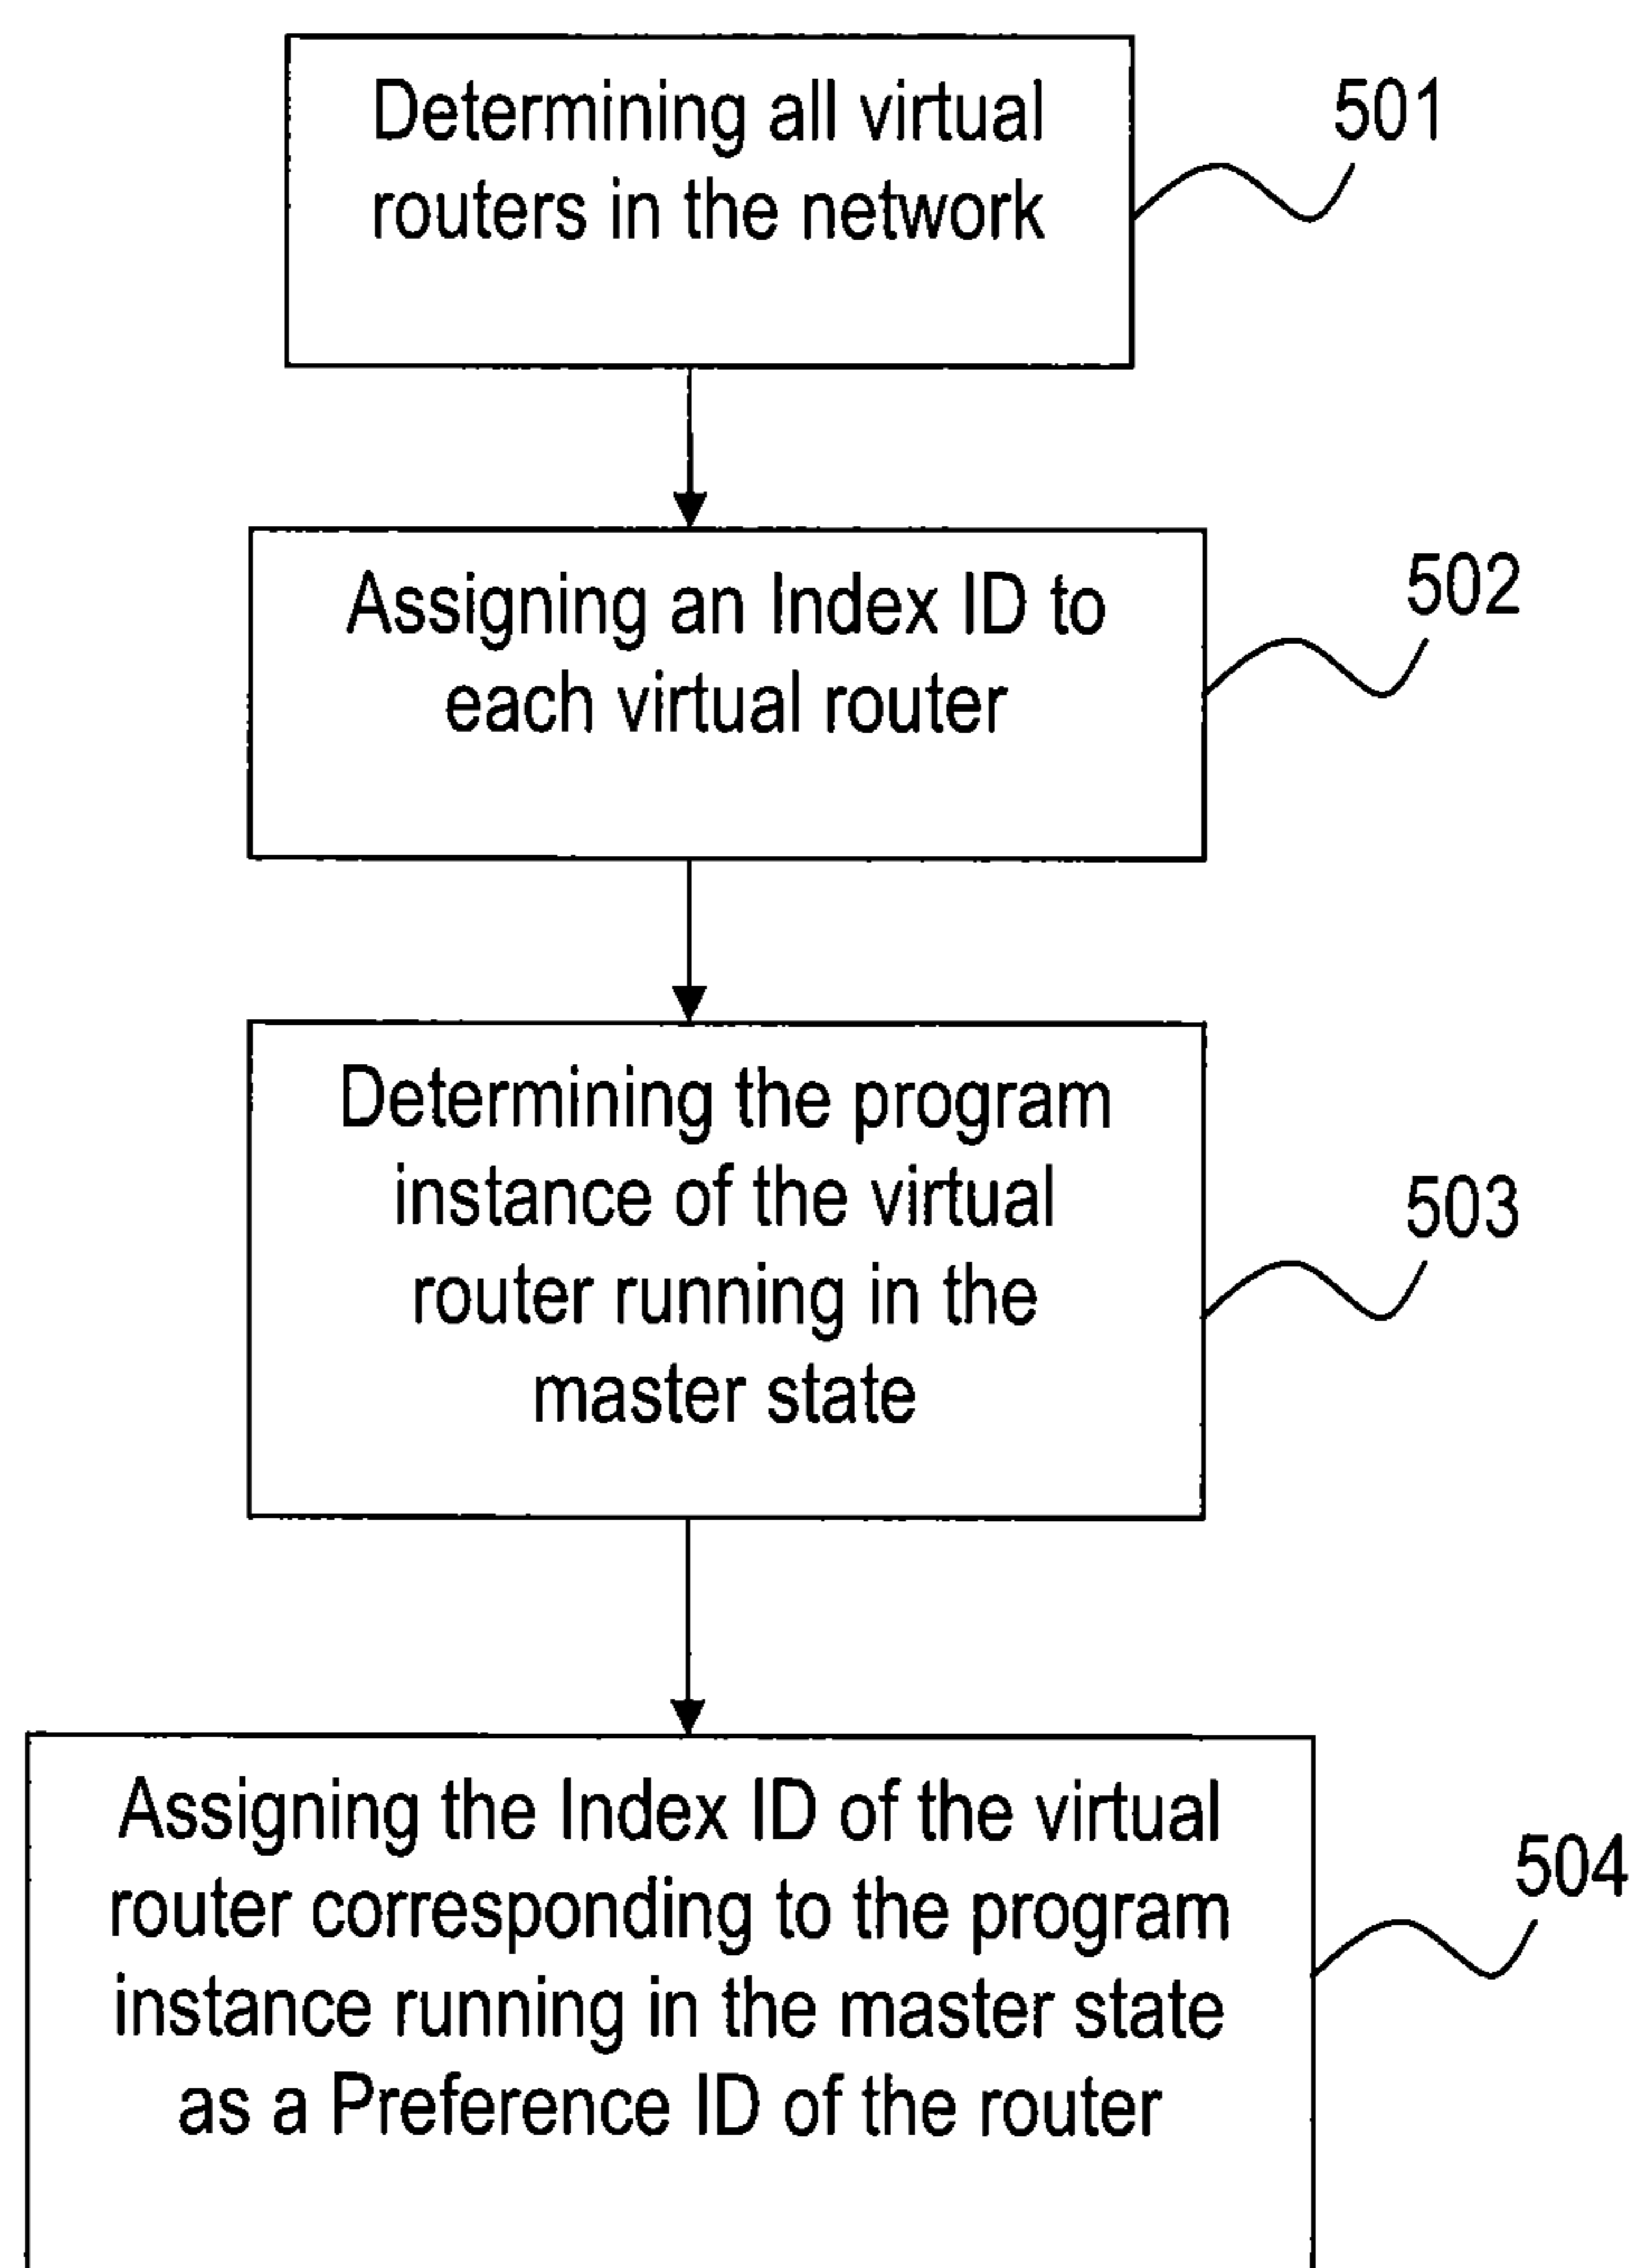 Determining all virtual
routers in the network
501
Assigning an Index ID to
each virtual router
502
Determining the program
instance of the virtual
router running in the
master state
503
Assigning the Index ID of the virtual
router corresponding to the program
instance running in the master state
as a Preference ID of the router
504